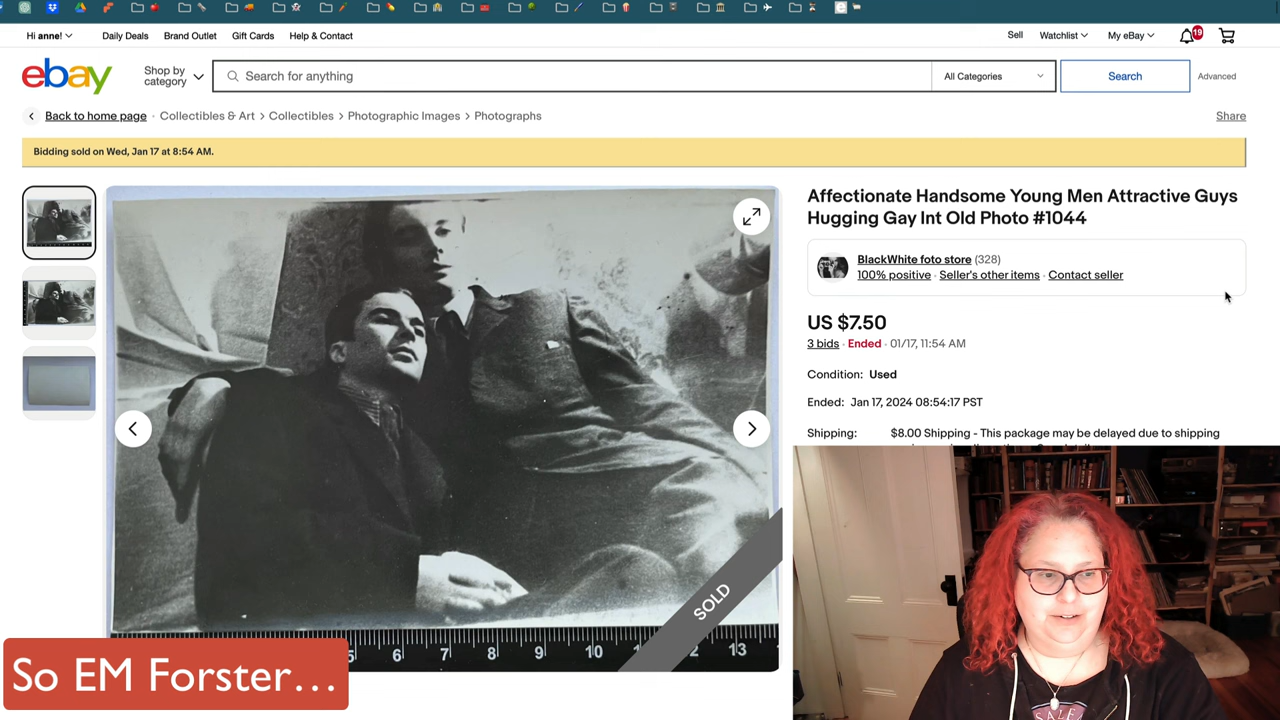 Hi anne!
Daily Deals
Brand Outlet
Gift Cards
Help & Contact
Sell
Watchlist
My eBay
19
ebay
Shop by
category
Search for anything
All Categories
Search
Advanced
Back to home page
Collectibles & Art > Collectibles > Photographic Images > Photographs
Share
Bidding sold on Wed, Jan 17 at 8:54 AM.
Affectionate Handsome Young Men Attractive Guys
Hugging Gay Int Old Photo #1044
BlackWhite foto store (328)
100% positive · Seller's other items · Contact seller
US $7.50
3 bids · Ended · 01/17, 11:54 AM
Condition: Used
Ended: Jan 17, 2024 08:54:17 PST
Shipping: $8.00 Shipping - This package may be delayed due to shipping
SOLD
5 6 7 8 9 10 2 13
So EM Forster...
SALE